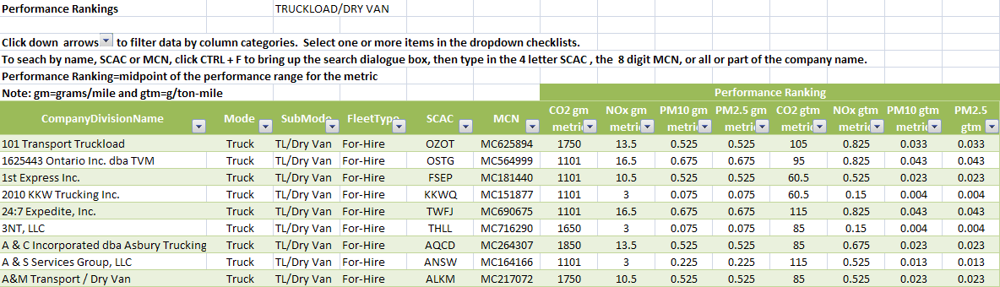 Performance Rankings TRUCKLOAD/DRY VAN
Click down arrows to filter data by column categories. Select one or more items in the dropdown checklists.
To seach by name, SCAC or MCN, click CTRL + F to bring up the search dialogue box, then type in the 4 letter SCAC , the 8 digit MCN, or all or part of the company name.
Performance Ranking=midpoint of the performance range for the metric
Note: gm=grams/mile and gtm=g/ton-mile Performance Ranking
CompanyDivisionName Mode SubMode FleetType SCAC MCN CO2 gm metric NOx gm metric PM10 gm metric PM2.5 gm metric CO2 gtm metric NOx gtm metric PM10 gtm metric PM2.5 gtm
101 Transport Truckload Truck TL/Dry Van For-Hire OZOT MC625894 1750 13.5 0.525 0.525 105 0.825 0.033 0.033
1625443 Ontario Inc. dba TVM Truck TL/Dry Van For-Hire OSTG MC564999 1101 16.5 0.675 0.675 95 0.825 0.043 0.043
1st Express Inc. Truck TL/Dry Van For-Hire FSEP MC181440 1101 10.5 0.525 0.525 60.5 0.525 0.023 0.023
2010 KKW Trucking Inc. Truck TL/Dry Van For-Hire KKWQ MC151877 1101 3 0.075 0.075 60.5 0.15 0.004 0.004
24:7 Expedite, Inc. Truck TL/Dry Van For-Hire TWFJ MC690675 1101 16.5 0.675 0.675 115 0.825 0.043 0.043
3NT, LLC Truck TL/Dry Van For-Hire THLL MC716290 1650 3 0.075 0.075 85 0.15 0.004 0.004
A & C Incorporated dba Asbury Trucking Truck TL/Dry Van For-Hire AQCD MC264307 1850 13.5 0.525 0.525 85 0.675 0.023 0.023
A & S Services Group, LLC Truck TL/Dry Van For-Hire ANSW MC164166 1101 3 0.225 0.225 115 0.525 0.013 0.013
A&M Transport / Dry Van Truck TL/Dry Van For-Hire ALKM MC217072 1750 10.5 0.525 0.525 85 0.525 0.023 0.023